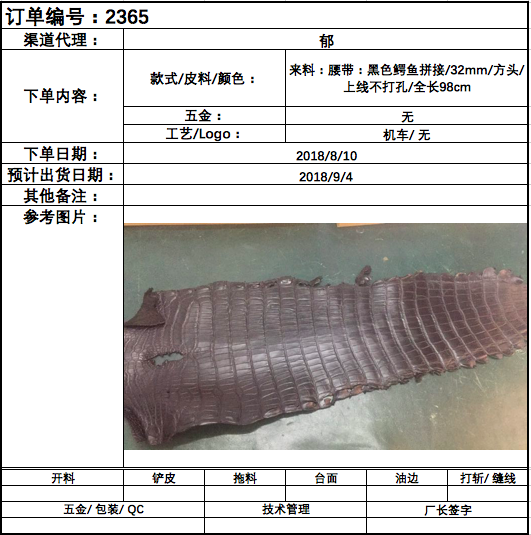 订单编号：2365
渠道代理：
郁
下单内容：
款式/皮料/颜色：
来料：腰带：黑色鳄鱼拼接/32mm/方头/
上线不打孔/全长98cm
五金：
无
工艺/Logo：
机车/ 无
下单日期：
2018/8/10
预计出货日期：
2018/9/4
其他备注：
参考图片：
开料
铲皮
拖料
台面
油边
打斩/ 缝线
五金/ 包装/ QC
技术管理
厂长签字